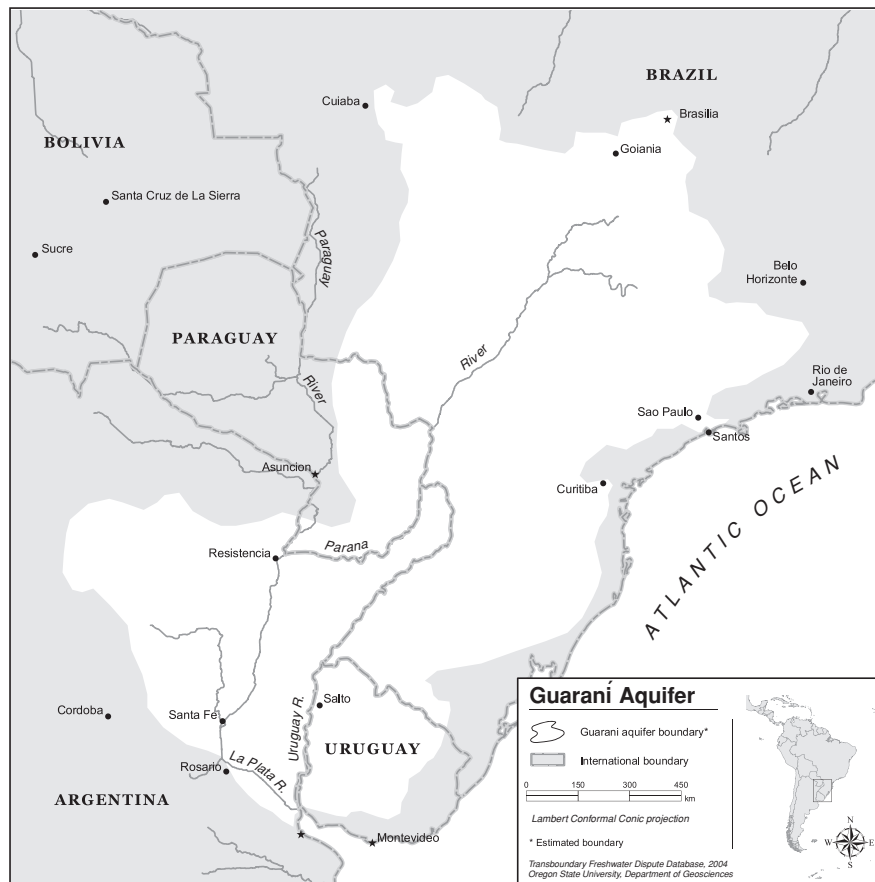 BRAZIL
Cuiaba
Brasilia
BOLIVIA
Goiania
Santa Cruz de La Sierra
Paraguay
Sucre
Belo
Horizonte
PARAGUAY
River
Rio de
Janeiro
River
Sao Paulo
Santos
Asuncion
Curitiba
ATLANTIC OCEAN
Resistencia
Parana
Salto
Cordoba
Santa Fe
Uruguay R.
URUGUAY
La Plata R.
Rosario
ARGENTINA
Montevideo
Guaraní Aquifer
Guarani aquifer boundary*
International boundary
0 150 300 450
km
Lambert Conformal Conic projection
* Estimated boundary
Transboundary Freshwater Dispute Database, 2004
Oregon State University, Department of Geosciences
N
W E
S